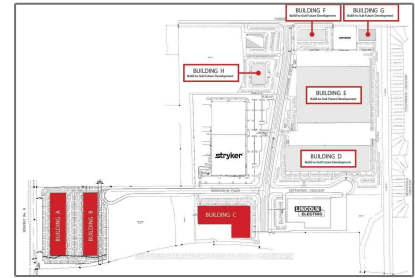 BUILDING F
Build-to-Suit Future Development
BUILDING G
Build-to-Suit Future Development
BUILDING H
Build-to-Suit Future Development
BUILDING E
Build-to-Suit Future Development
stryker
BUILDING D
Build-to-Suit Future Development
BUILDING A
BUILDING B
BUILDING C
LINCOLN
ELECTRIC